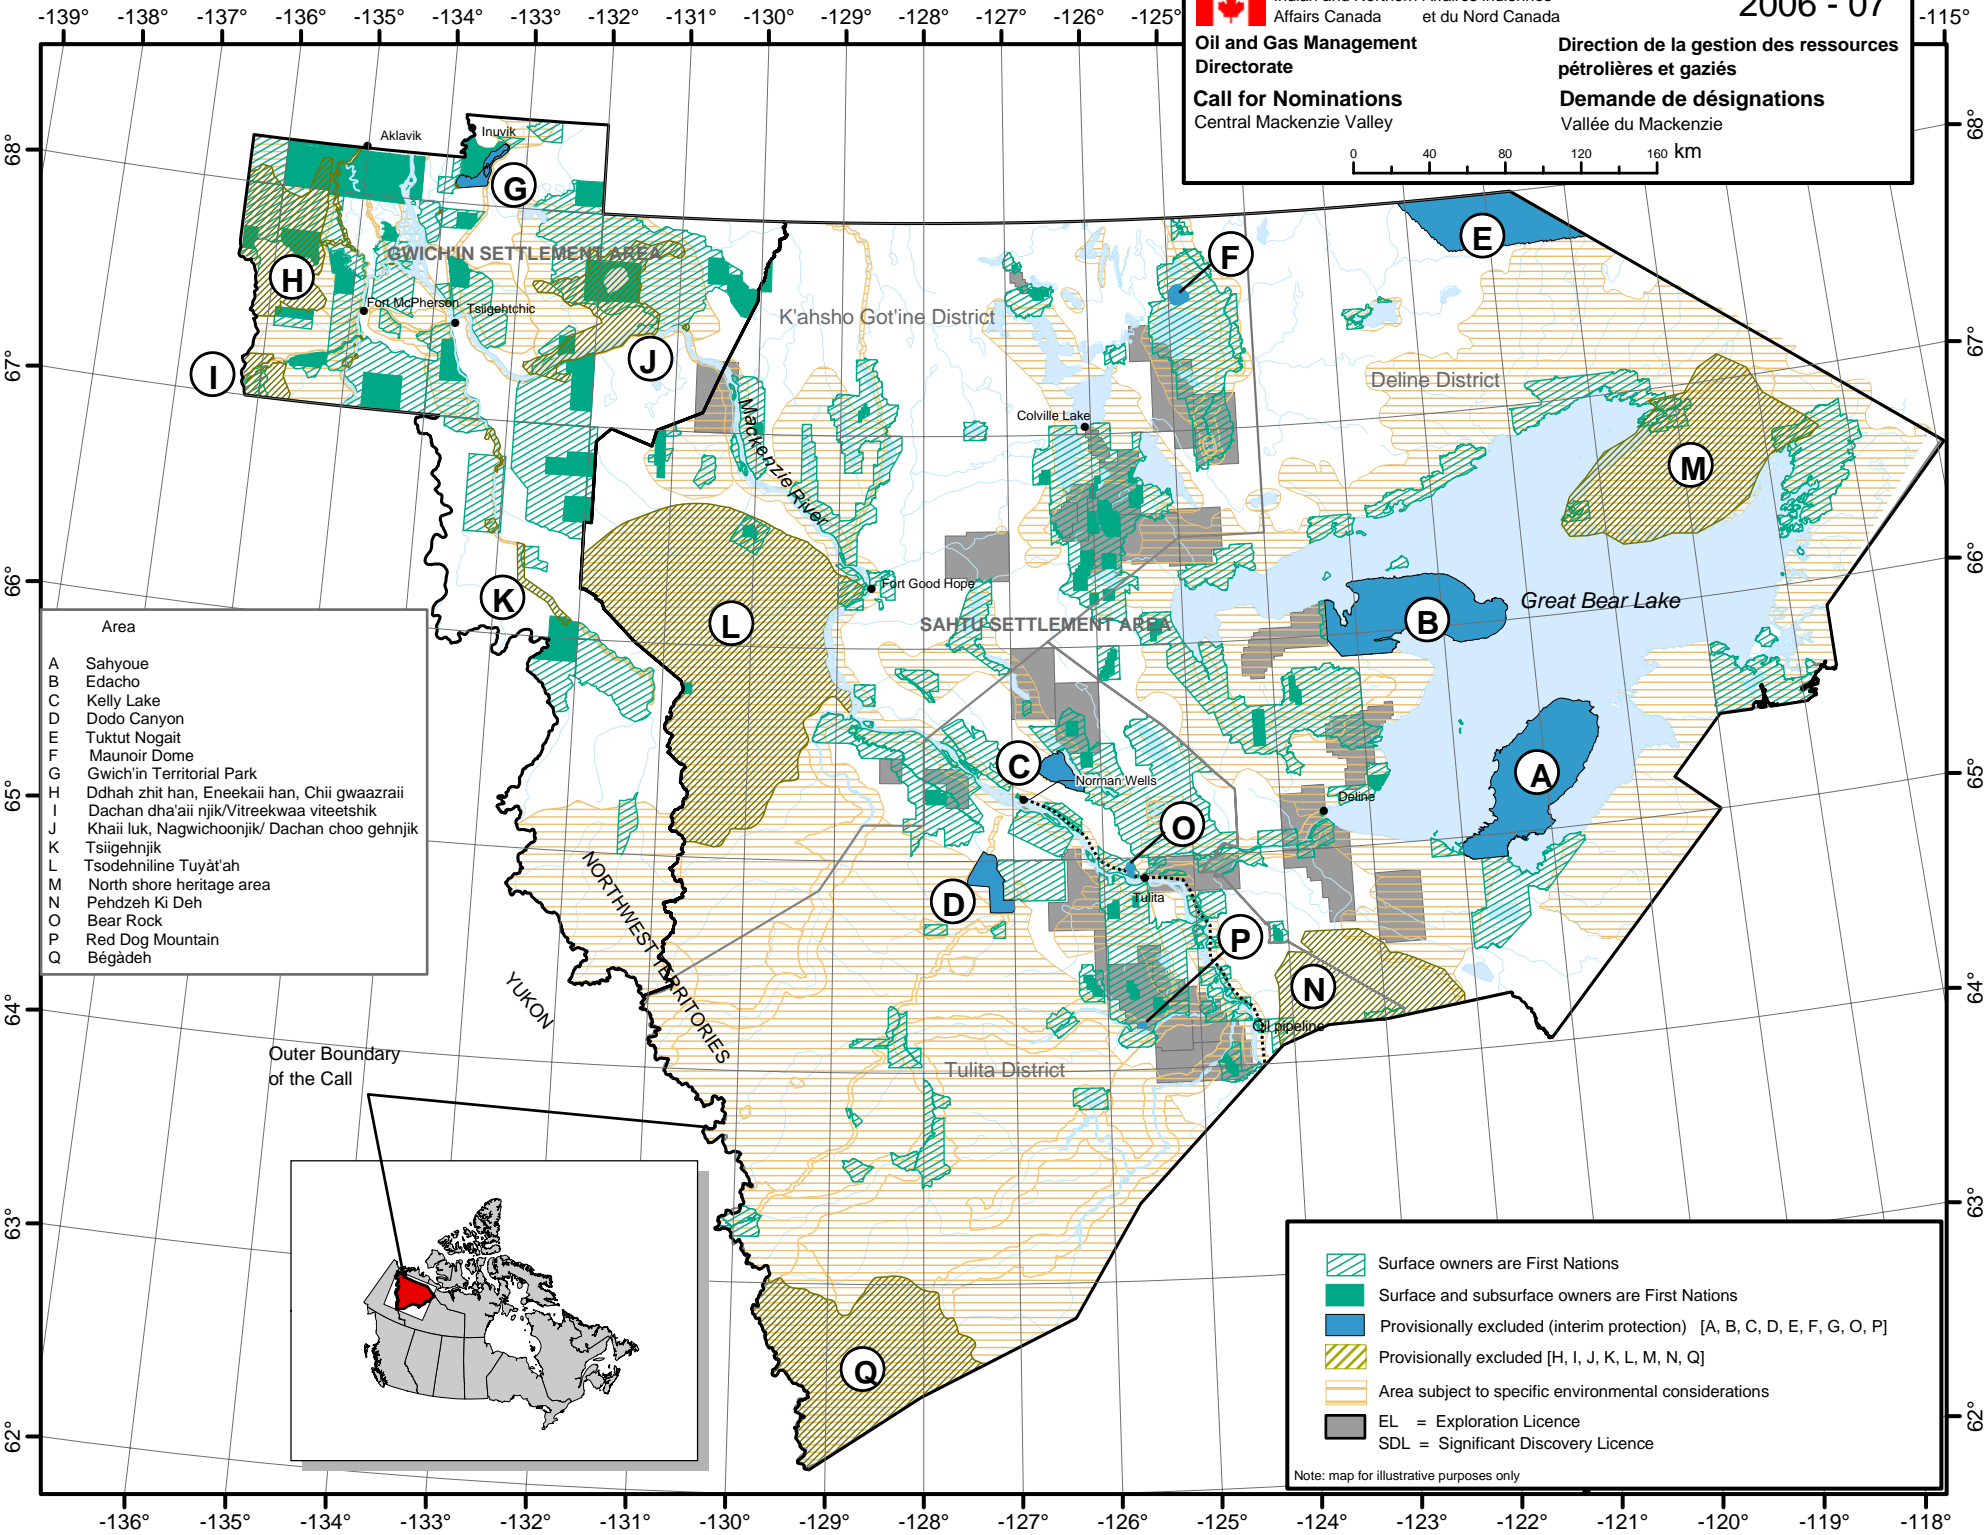 -139° -138° -137° -136° -135° -134° -133° -132° -131° -130° -129° -128° -127° -126° -125° -115°
Affairs Canada et du Nord Canada
2006 - 07
Oil and Gas Management
Directorate
Direction de la gestion des ressources
pétrolières et gaziés
Call for Nominations
Central Mackenzie Valley
Demande de désignations
Vallée du Mackenzie
0 40 80 120 160 km
68°
68°
Aklavik
Inuvik
G
E
F
GWICH'IN SETTLEMENT AREA
H
Fort McPherson
Tsiigehtchic
K'ahsho Got'ine District
67°
67°
I
J
Deline District
Mackenzie River
Colville Lake
M
66°
66°
Fort Good Hope
K
L
SAHTU SETTLEMENT AREA
B
Great Bear Lake
Area
A Sahyoue
B Edacho
C Kelly Lake
D Dodo Canyon
E Tuktut Nogait
F Maunoir Dome
G Gwich'in Territorial Park
H Ddhah zhit han, Eneekaii han, Chii gwaazraii
I Dachan dha'aii njik/Vitreekwaa viteetshik
J Khaii luk, Nagwichoonjik/ Dachan choo gehnjik
K Tsiigehnjik
L Tsodehniline Tuyàt'ah
M North shore heritage area
N Pehdzeh Ki Deh
O Bear Rock
P Red Dog Mountain
Q Bégàdeh
65°
65°
C
Norman Wells
A
Deline
O
D
Tulita
P
N
NORTHWEST TERRITORIES
YUKON
64°
64°
Oil pipeline
Outer Boundary
of the Call
Tulita District
63°
63°
Q
Surface owners are First Nations
Surface and subsurface owners are First Nations
Provisionally excluded (interim protection) [A, B, C, D, E, F, G, O, P]
Provisionally excluded [H, I, J, K, L, M, N, Q]
Area subject to specific environmental considerations
EL = Exploration Licence
SDL = Significant Discovery Licence
Note: map for illustrative purposes only
62°
62°
-136° -135° -134° -133° -132° -131° -130° -129° -128° -127° -126° -125° -124° -123° -122° -121° -120° -119° -118°